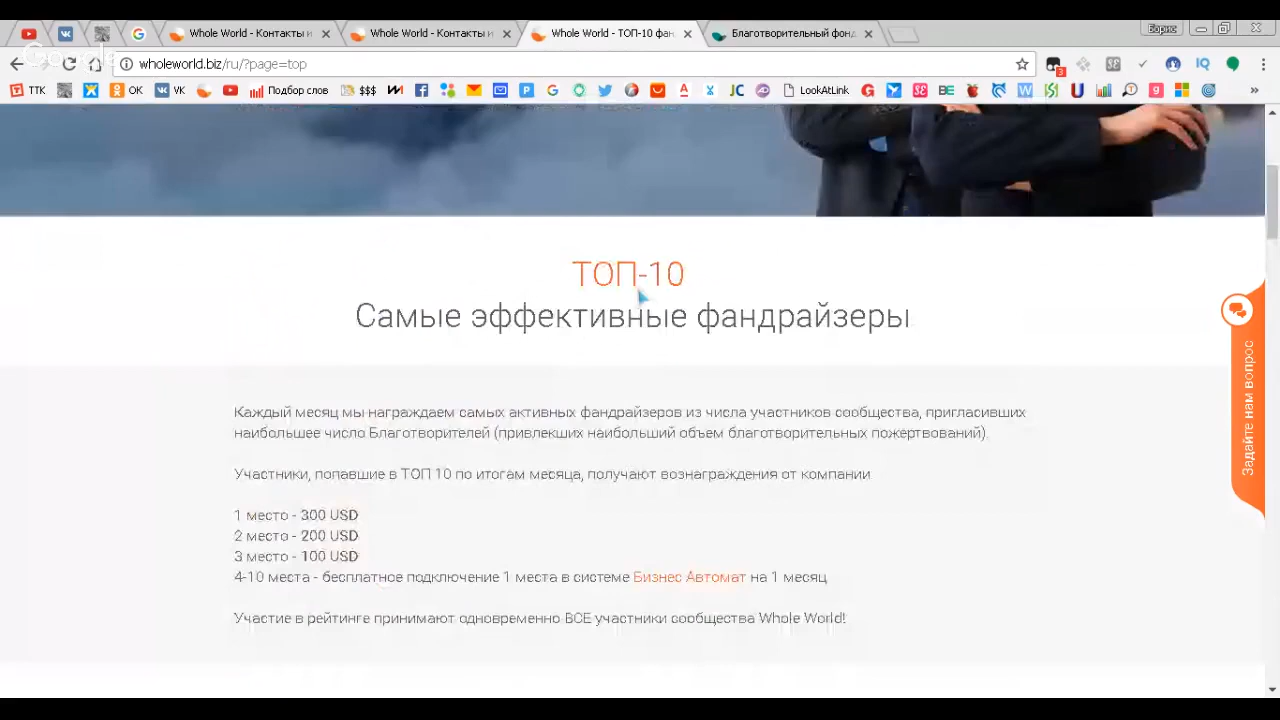 Whole World - Контакты и
Whole World - Контакты и
Whole World - ТОП-10 фан
Благотворительный фонд
Борис
Google
wholeworld.biz/ru/?page=top
3
ТТК
ОК
VK
Подбор слов
$$$
LookAtLink
ТОП-10
Самые эффективные фандрайзеры
Каждый месяц мы награждаем самых активных фандрайзеров из числа участников сообщества, пригласивших
наибольшее число Благотворителей (привлекших наибольший объем благотворительных пожертвований).
Участники, попавшие в ТОП 10 по итогам месяца, получают вознаграждения от компании
1 место - 300 USD
2 место - 200 USD
3 место - 100 USD
4-10 места - бесплатное подключение 1 места в системе Бизнес Автомат на 1 месяц
Участие в рейтинге принимают одновременно ВСЕ участники сообщества Whole World!
Задайте нам вопрос